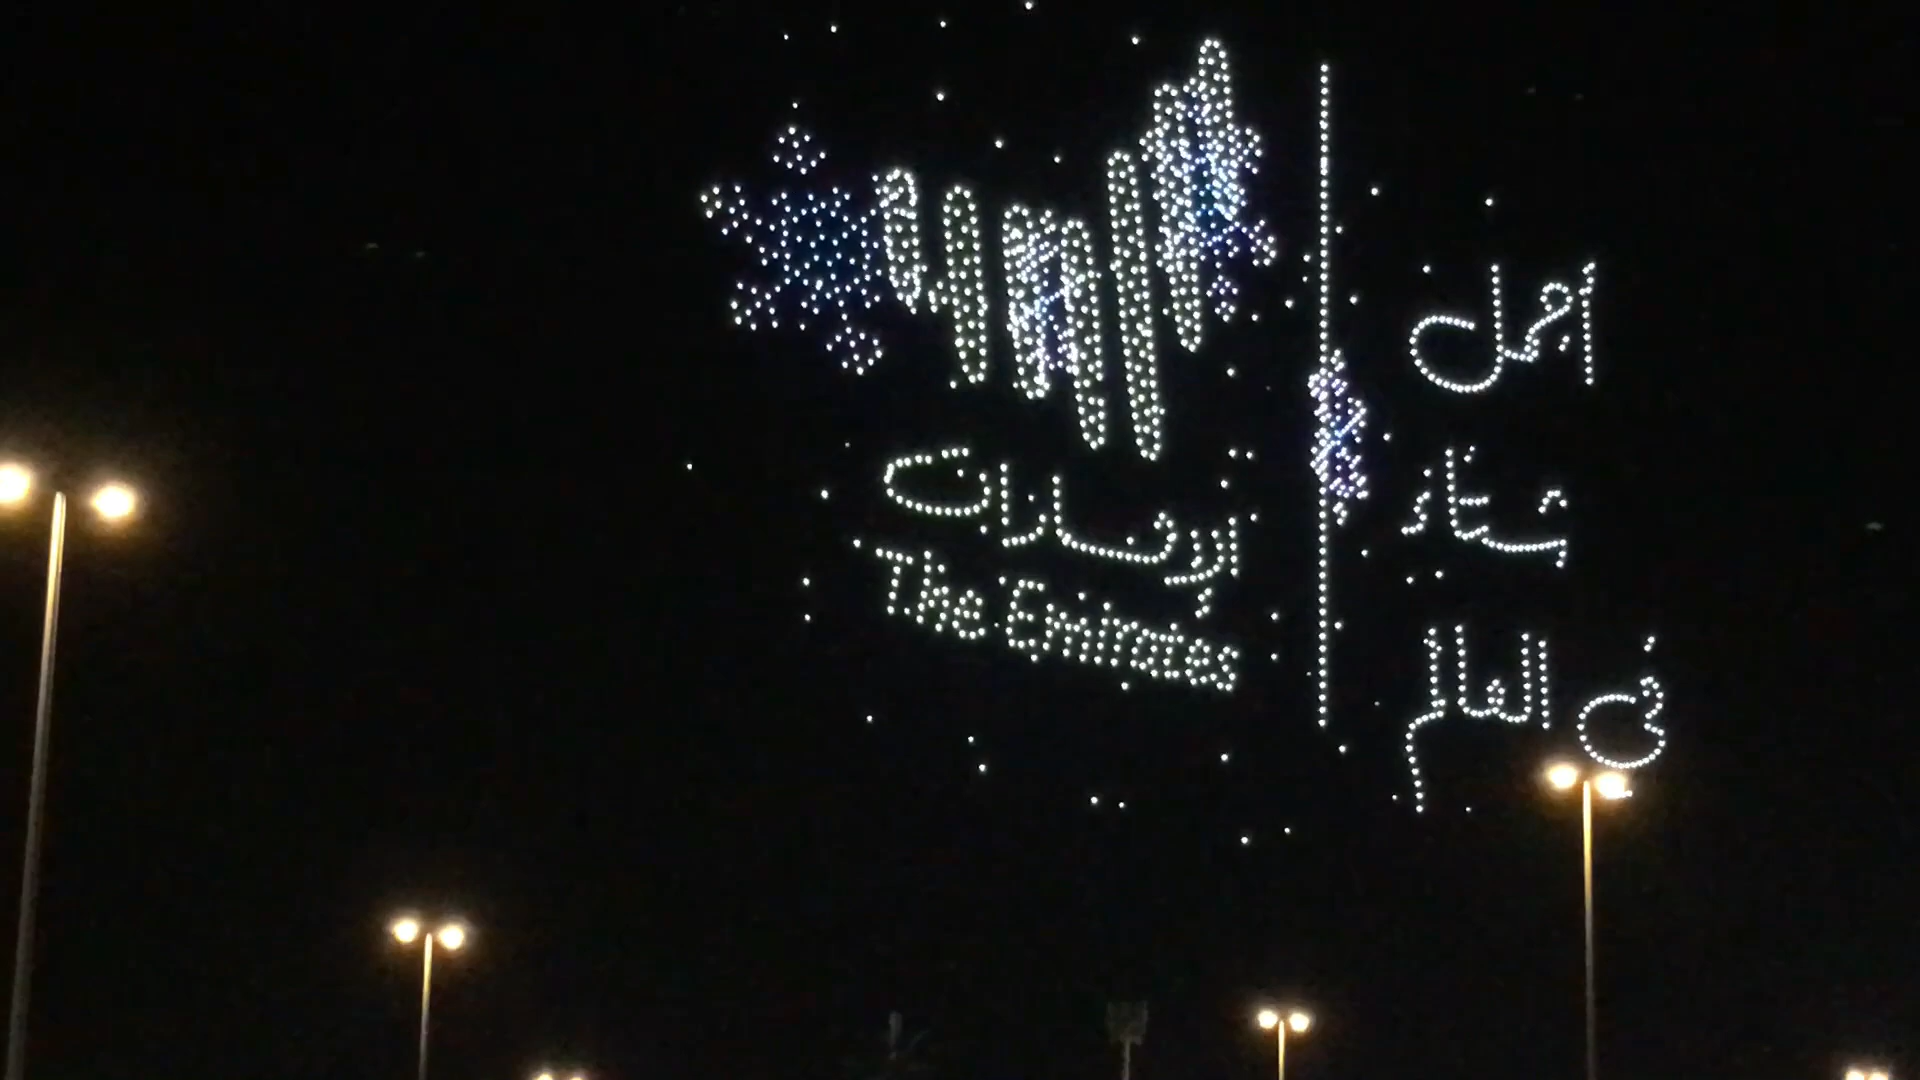 الإمارات
The Emirates
أجمل
شتاء
في العالم